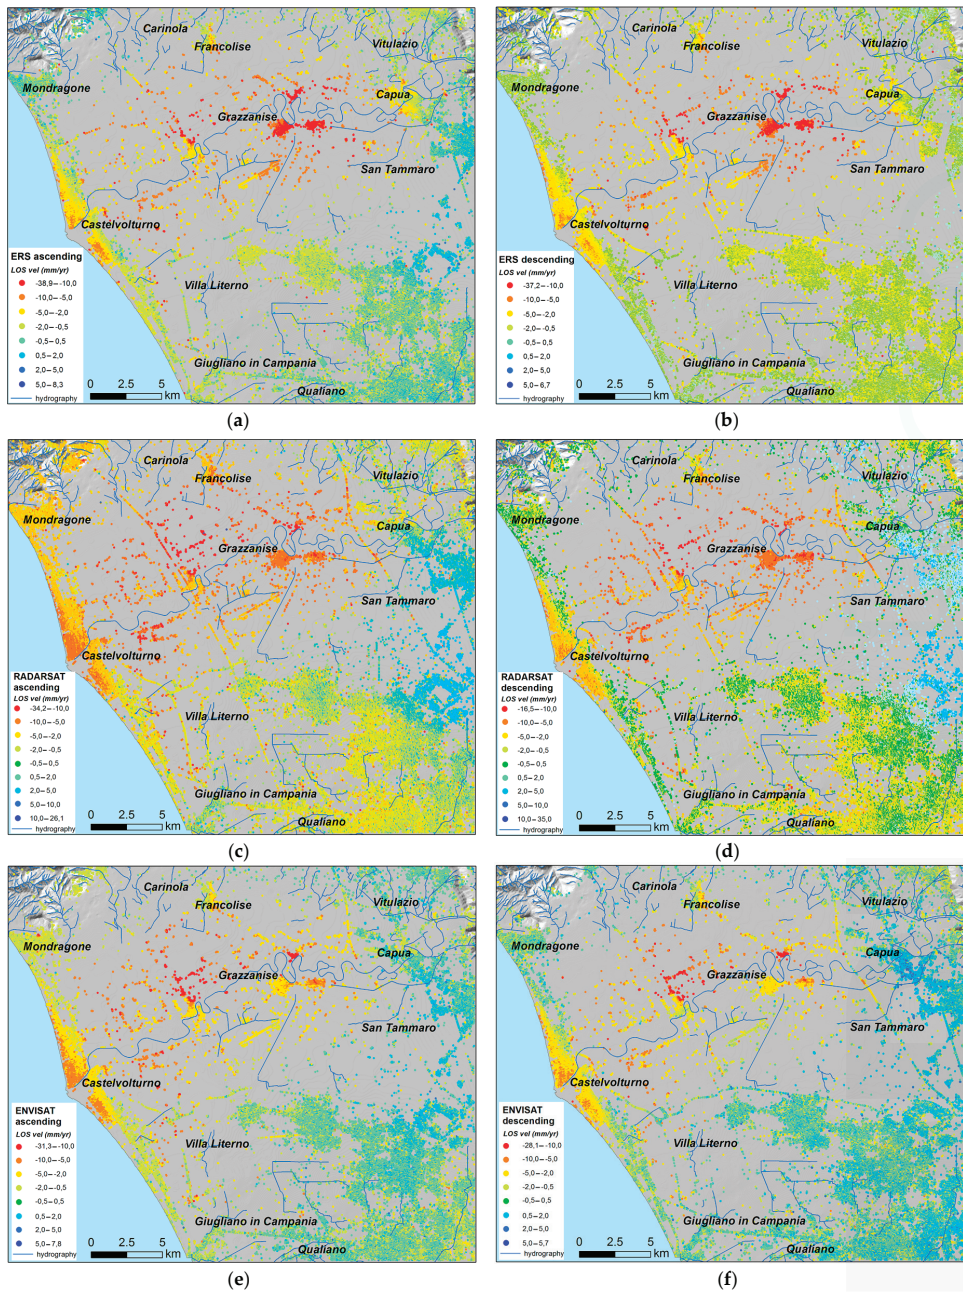 Carinola
Francolise
Vitulazio
Mondragone
Capua
Grazzanise
San Tammaro
Castelvolturno
Villa Literno
Giugliano in Campania
Qualiano
ERS ascending
LOS vel (mm/yr)
-38,9–-10,0
-10,0–-5,0
-5,0–-2,0
-2,0–-0,5
-0,5–0,5
0,5–2,0
2,0–5,0
5,0–8,3
hydrography
0 2.5 5
km
(a)
Carinola
Francolise
Vitulazio
Mondragone
Capua
Grazzanise
San Tammaro
Castelvolturno
Villa Literno
Giugliano in Campania
Qualiano
ERS descending
LOS vel (mm/yr)
-37,2–-10,0
-10,0–-5,0
-5,0–-2,0
-2,0–-0,5
-0,5–0,5
0,5–2,0
2,0–5,0
5,0–6,7
hydrography
0 2.5 5
km
(b)
Carinola
Francolise
Vitulazio
Mondragone
Capua
Grazzanise
San Tammaro
Castelvolturno
Villa Literno
Giugliano in Campania
Qualiano
RADARSAT
ascending
LOS vel (mm/yr)
-34,2–-10,0
-10,0–-5,0
-5,0–-2,0
-2,0–-0,5
-0,5–0,5
0,5–2,0
2,0–5,0
5,0–10,0
10,0–26,1
hydrography
0 2.5 5
km
(c)
Carinola
Francolise
Vitulazio
Mondragone
Capua
Grazzanise
San Tammaro
Castelvolturno
Villa Literno
Giugliano in Campania
Qualiano
RADARSAT
descending
LOS vel (mm/yr)
-16,5–-10,0
-10,0–-5,0
-5,0–-2,0
-2,0–-0,5
-0,5–0,5
0,5–2,0
2,0–5,0
5,0–10,0
10,0–35,0
hydrography
0 2.5 5
km
(d)
Carinola
Francolise
Vitulazio
Mondragone
Capua
Grazzanise
San Tammaro
Castelvolturno
Villa Literno
Giugliano in Campania
Qualiano
ENVISAT
ascending
LOS vel (mm/yr)
-31,3–-10,0
-10,0–-5,0
-5,0–-2,0
-2,0–-0,5
-0,5–0,5
0,5–2,0
2,0–5,0
5,0–7,8
hydrography
0 2.5 5
km
(e)
Carinola
Francolise
Vitulazio
Mondragone
Capua
Grazzanise
San Tammaro
Castelvolturno
Villa Literno
Giugliano in Campania
Qualiano
ENVISAT
descending
LOS vel (mm/yr)
-28,1–-10,0
-10,0–-5,0
-5,0–-2,0
-2,0–-0,5
-0,5–0,5
0,5–2,0
2,0–5,0
5,0–5,7
hydrography
0 2.5 5
km
(f)